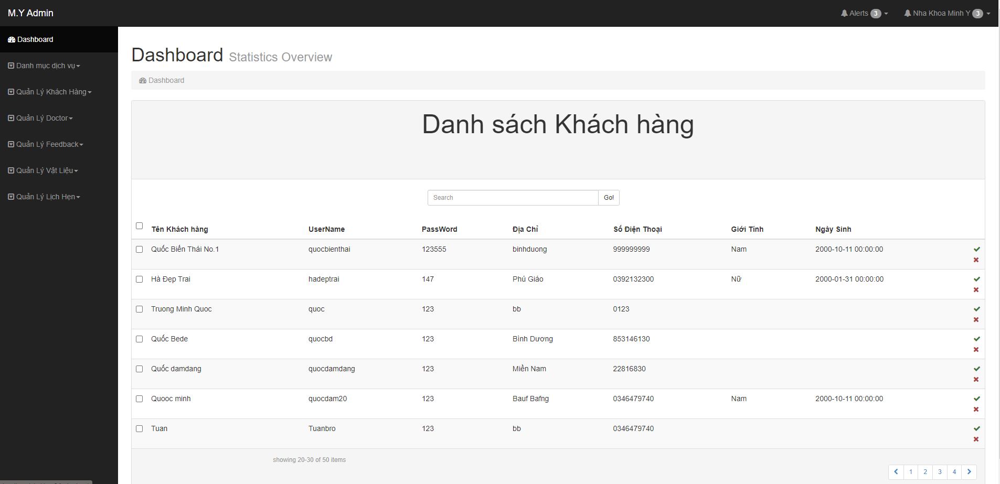 M.Y Admin
Alerts 3
Nha Khoa Minh Y 3
Dashboard
Danh mục dịch vụ
Quản Lý Khách Hàng
Quản Lý Doctor
Quản Lý Feedback
Quản Lý Vật Liệu
Quản Lý Lịch Hẹn
Dashboard Statistics Overview
Dashboard
Danh sách Khách hàng
Search Go!
Tên Khách hàng UserName PassWord Địa Chỉ Số Điện Thoại Giới Tính Ngày Sinh
Quốc Biến Thái No.1 quocbienthai 123555 binhduong 999999999 Nam 2000-10-11 00:00:00
Hà Đẹp Trai hadeptrai 147 Phú Giáo 0392132300 Nữ 2000-01-31 00:00:00
Truong Minh Quoc quoc 123 bb 0123
Quốc Bede quocbd 123 Bình Dương 853146130
Quốc damdang quocdamdang 123 Miền Nam 22816830
Quooc minh quocdam20 123 Bauf Bafng 0346479740 Nam 2000-10-11 00:00:00
Tuan Tuanbro 123 bb 0346479740
showing 20-30 of 50 items
1 2 3 4